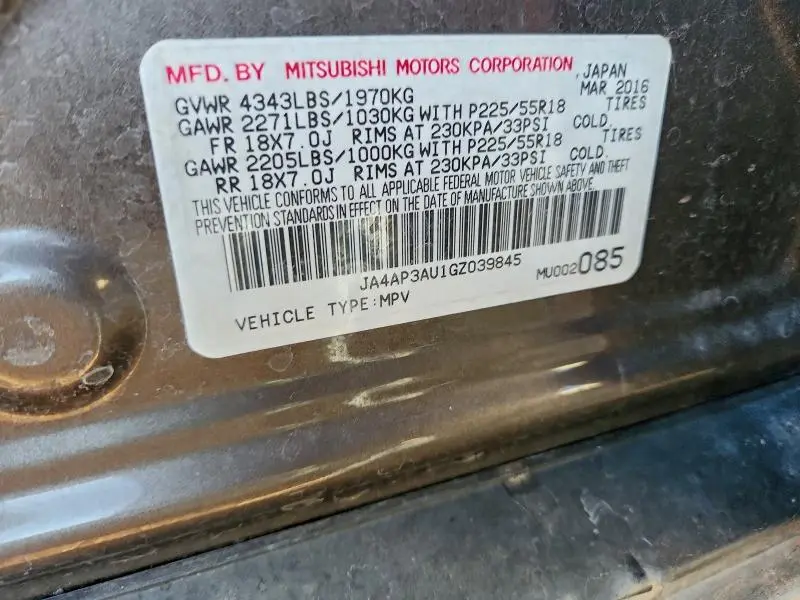 MFD. BY MITSUBISHI MOTORS CORPORATION, JAPAN
GVWR 4343LBS/1970KG MAR 2016
GAWR 2271LBS/1030KG WITH P225/55R18 TIRES
FR 18X7.0J RIMS AT 230KPA/33PSI COLD.
GAWR 2205LBS/1000KG WITH P225/55R18 TIRES
RR 18X7.0J RIMS AT 230KPA/33PSI COLD.
THIS VEHICLE CONFORMS TO ALL APPLICABLE FEDERAL MOTOR VEHICLE SAFETY AND THEFT
PREVENTION STANDARDS IN EFFECT ON THE DATE OF MANUFACTURE SHOWN ABOVE.
JA4AP3AU1GZ039845
MU002085
VEHICLE TYPE:MPV